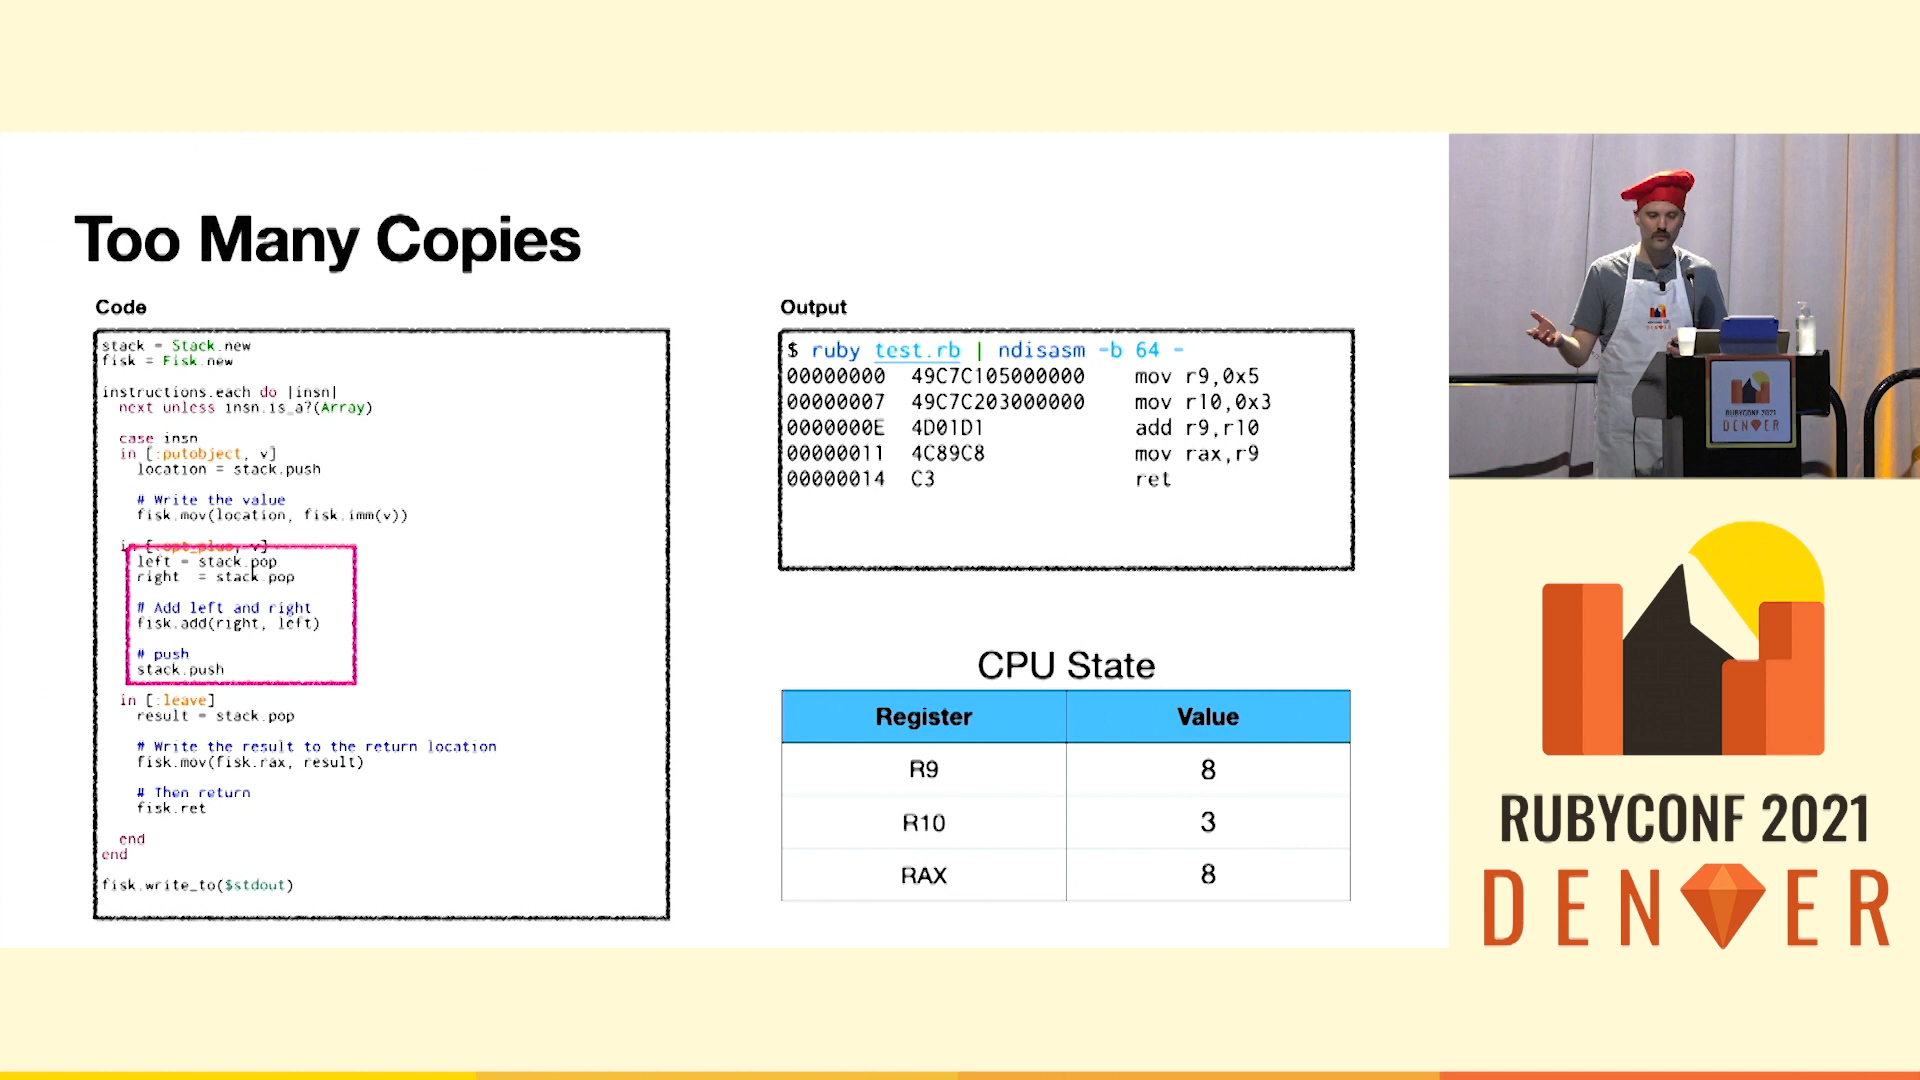 Too Many Copies
Code
stack = Stack.new
fisk = Fisk.new
instructions.each do |insn|
next unless insn.is_a?(Array)
case insn
in [:putobject, v]
location = stack.push
# Write the value
fisk.mov(location, fisk.imm(v))
in [:opt_plus, v]
left = stack.pop
right = stack.pop
# Add left and right
fisk.add(right, left)
# push
stack.push
in [:leave]
result = stack.pop
# Write the result to the return location
fisk.mov(fisk.rax, result)
# Then return
fisk.ret
end
end
fisk.write_to($stdout)
Output
$ ruby test.rb | ndisasm -b 64 -
00000000 49C7C105000000 mov r9,0x5
00000007 49C7C203000000 mov r10,0x3
0000000E 4D01D1 add r9,r10
00000011 4C89C8 mov rax,r9
00000014 C3 ret
CPU State
Register Value
R9 8
R10 3
RAX 8
RUBYCONF 2021
DENVER
RUBYCONF 2021
DENVER